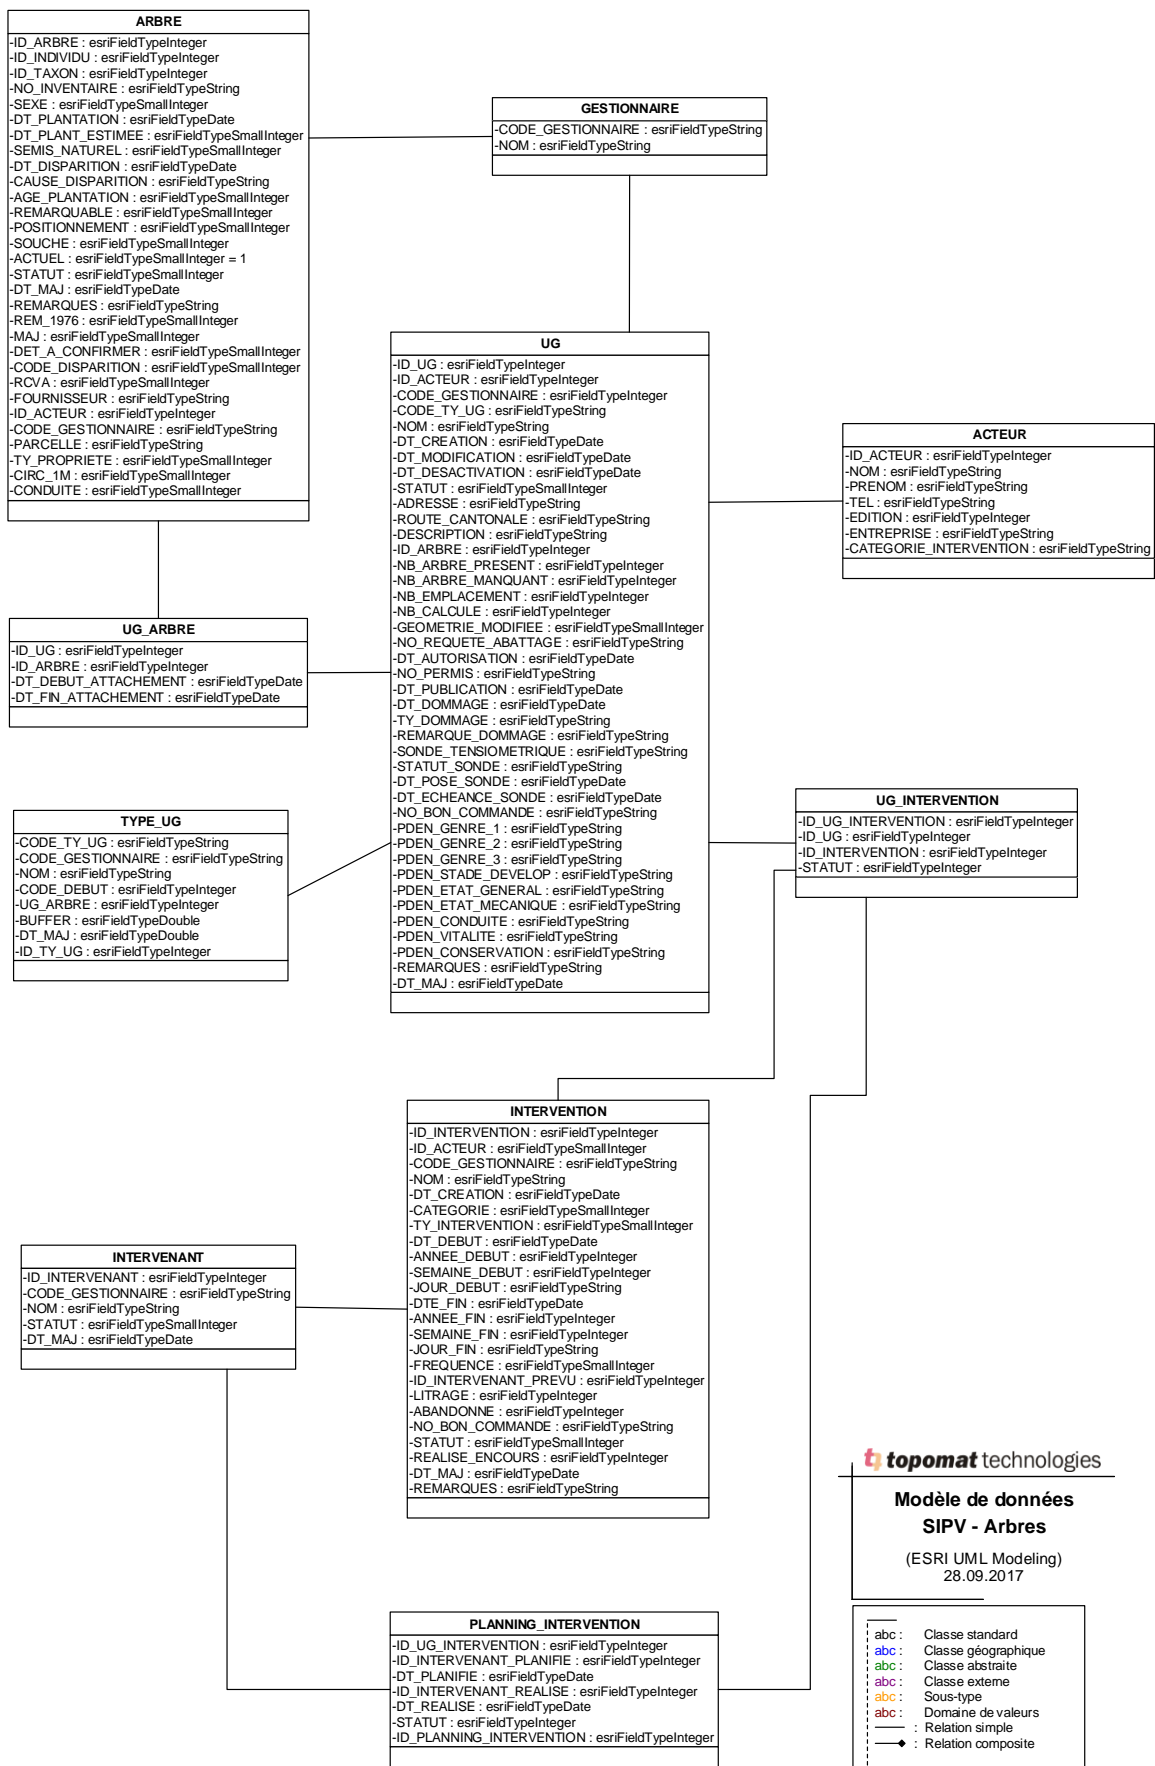 ARBRE
-ID_ARBRE : esriFieldTypeInteger
-ID_INDIVIDU : esriFieldTypeInteger
-ID_TAXON : esriFieldTypeInteger
-NO_INVENTAIRE : esriFieldTypeString
-SEXE : esriFieldTypeSmallInteger
-DT_PLANTATION : esriFieldTypeDate
-DT_PLANT_ESTIMEE : esriFieldTypeSmallInteger
-SEMIS_NATUREL : esriFieldTypeSmallInteger
-DT_DISPARITION : esriFieldTypeDate
-CAUSE_DISPARITION : esriFieldTypeString
-AGE_PLANTATION : esriFieldTypeSmallInteger
-REMARQUABLE : esriFieldTypeSmallInteger
-POSITIONNEMENT : esriFieldTypeSmallInteger
-SOUCHE : esriFieldTypeSmallInteger
-ACTUEL : esriFieldTypeSmallInteger = 1
-STATUT : esriFieldTypeSmallInteger
-DT_MAJ : esriFieldTypeDate
-REMARQUES : esriFieldTypeString
-REM_1976 : esriFieldTypeSmallInteger
-MAJ : esriFieldTypeSmallInteger
-DET_A_CONFIRMER : esriFieldTypeSmallInteger
-CODE_DISPARITION : esriFieldTypeSmallInteger
-RCVA : esriFieldTypeSmallInteger
-FOURNISSEUR : esriFieldTypeString
-ID_ACTEUR : esriFieldTypeInteger
-CODE_GESTIONNAIRE : esriFieldTypeString
-PARCELLE : esriFieldTypeString
-TY_PROPRIETE : esriFieldTypeSmallInteger
-CIRC_1M : esriFieldTypeSmallInteger
-CONDUITE : esriFieldTypeSmallInteger
GESTIONNAIRE
-CODE_GESTIONNAIRE : esriFieldTypeString
-NOM : esriFieldTypeString
UG
-ID_UG : esriFieldTypeInteger
-ID_ACTEUR : esriFieldTypeInteger
-CODE_GESTIONNAIRE : esriFieldTypeInteger
-CODE_TY_UG : esriFieldTypeString
-NOM : esriFieldTypeString
-DT_CREATION : esriFieldTypeDate
-DT_MODIFICATION : esriFieldTypeDate
-DT_DESACTIVATION : esriFieldTypeDate
-STATUT : esriFieldTypeSmallInteger
-ADRESSE : esriFieldTypeString
-ROUTE_CANTONALE : esriFieldTypeString
-DESCRIPTION : esriFieldTypeString
-ID_ARBRE : esriFieldTypeInteger
-NB_ARBRE_PRESENT : esriFieldTypeInteger
-NB_ARBRE_MANQUANT : esriFieldTypeInteger
-NB_EMPLACEMENT : esriFieldTypeInteger
-NB_CALCULE : esriFieldTypeInteger
-GEOMETRIE_MODIFIEE : esriFieldTypeSmallInteger
-NO_REQUETE_ABATTAGE : esriFieldTypeString
-DT_AUTORISATION : esriFieldTypeDate
-NO_PERMIS : esriFieldTypeString
-DT_PUBLICATION : esriFieldTypeDate
-DT_DOMMAGE : esriFieldTypeDate
-TY_DOMMAGE : esriFieldTypeString
-REMARQUE_DOMMAGE : esriFieldTypeString
-SONDE_TENSIOMETRIQUE : esriFieldTypeString
-STATUT_SONDE : esriFieldTypeString
-DT_POSE_SONDE : esriFieldTypeDate
-DT_ECHEANCE_SONDE : esriFieldTypeDate
-NO_BON_COMMANDE : esriFieldTypeString
-PDEN_GENRE_1 : esriFieldTypeString
-PDEN_GENRE_2 : esriFieldTypeString
-PDEN_GENRE_3 : esriFieldTypeString
-PDEN_STADE_DEVELOP : esriFieldTypeString
-PDEN_ETAT_GENERAL : esriFieldTypeString
-PDEN_ETAT_MECANIQUE : esriFieldTypeString
-PDEN_CONDUITE : esriFieldTypeString
-PDEN_VITALITE : esriFieldTypeString
-PDEN_CONSERVATION : esriFieldTypeString
-REMARQUES : esriFieldTypeString
-DT_MAJ : esriFieldTypeDate
ACTEUR
-ID_ACTEUR : esriFieldTypeInteger
-NOM : esriFieldTypeString
-PRENOM : esriFieldTypeString
-TEL : esriFieldTypeString
-EDITION : esriFieldTypeInteger
-ENTREPRISE : esriFieldTypeString
-CATEGORIE_INTERVENTION : esriFieldTypeString
UG_ARBRE
-ID_UG : esriFieldTypeInteger
-ID_ARBRE : esriFieldTypeInteger
-DT_DEBUT_ATTACHEMENT : esriFieldTypeDate
-DT_FIN_ATTACHEMENT : esriFieldTypeDate
TYPE_UG
-CODE_TY_UG : esriFieldTypeString
-CODE_GESTIONNAIRE : esriFieldTypeString
-NOM : esriFieldTypeString
-CODE_DEBUT : esriFieldTypeInteger
-UG_ARBRE : esriFieldTypeInteger
-BUFFER : esriFieldTypeDouble
-DT_MAJ : esriFieldTypeDouble
-ID_TY_UG : esriFieldTypeInteger
UG_INTERVENTION
-ID_UG_INTERVENTION : esriFieldTypeInteger
-ID_UG : esriFieldTypeInteger
-ID_INTERVENTION : esriFieldTypeInteger
-STATUT : esriFieldTypeInteger
INTERVENTION
-ID_INTERVENTION : esriFieldTypeInteger
-ID_ACTEUR : esriFieldTypeSmallInteger
-CODE_GESTIONNAIRE : esriFieldTypeString
-NOM : esriFieldTypeString
-DT_CREATION : esriFieldTypeDate
-CATEGORIE : esriFieldTypeSmallInteger
-TY_INTERVENTION : esriFieldTypeSmallInteger
-DT_DEBUT : esriFieldTypeDate
-ANNEE_DEBUT : esriFieldTypeInteger
-SEMAINE_DEBUT : esriFieldTypeInteger
-JOUR_DEBUT : esriFieldTypeString
-DTE_FIN : esriFieldTypeDate
-ANNEE_FIN : esriFieldTypeInteger
-SEMAINE_FIN : esriFieldTypeInteger
-JOUR_FIN : esriFieldTypeString
-FREQUENCE : esriFieldTypeSmallInteger
-ID_INTERVENANT_PREVU : esriFieldTypeInteger
-LITRAGE : esriFieldTypeInteger
-ABANDONNE : esriFieldTypeInteger
-NO_BON_COMMANDE : esriFieldTypeString
-STATUT : esriFieldTypeSmallInteger
-REALISE_ENCOURS : esriFieldTypeInteger
-DT_MAJ : esriFieldTypeDate
-REMARQUES : esriFieldTypeString
INTERVENANT
-ID_INTERVENANT : esriFieldTypeInteger
-CODE_GESTIONNAIRE : esriFieldTypeString
-NOM : esriFieldTypeString
-STATUT : esriFieldTypeSmallInteger
-DT_MAJ : esriFieldTypeDate
PLANNING_INTERVENTION
-ID_UG_INTERVENTION : esriFieldTypeInteger
-ID_INTERVENANT_PLANIFIE : esriFieldTypeInteger
-DT_PLANIFIE : esriFieldTypeDate
-ID_INTERVENANT_REALISE : esriFieldTypeInteger
-DT_REALISE : esriFieldTypeDate
-STATUT : esriFieldTypeInteger
-ID_PLANNING_INTERVENTION : esriFieldTypeInteger
topomat technologies
Modèle de données
SIPV - Arbres
(ESRI UML Modeling)
28.09.2017
abc : Classe standard
abc : Classe géographique
abc : Classe abstraite
abc : Classe externe
abc : Sous-type
abc : Domaine de valeurs
: Relation simple
: Relation composite